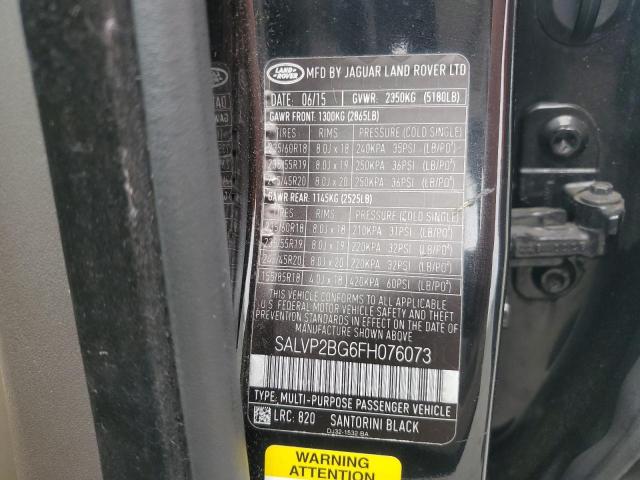 LAND ROVER
MFD BY JAGUAR LAND ROVER LTD
DATE: 06/15 GVWR: 2350KG (5180LB)
GAWR FRONT: 1300KG (2865LB)
TIRES RIMS PRESSURE (COLD SINGLE)
8.0J x 18 240KPA 35PSI (LB/PO²)
8.0J x 19 250KPA 36PSI (LB/PO²)
8.0J x 20 250KPA 36PSI (LB/PO²)
GAWR REAR: 1145KG (2525LB)
TIRES RIMS PRESSURE (COLD SINGLE)
8.0J x 18 210KPA 31PSI (LB/PO²)
8.0J x 19 220KPA 32PSI (LB/PO²)
8.0J x 20 220KPA 32PSI (LB/PO²)
155/85R18 4.0J x 18 420KPA 60PSI (LB/PO²)
THIS VEHICLE CONFORMS TO ALL APPLICABLE
U.S. FEDERAL MOTOR VEHICLE SAFETY AND THEFT
PREVENTION STANDARDS IN EFFECT ON THE DATE
OF MANUFACTURE SHOWN ABOVE.
SALVP2BG6FH076073
TYPE: MULTI-PURPOSE PASSENGER VEHICLE
LRC: 820 SANTORINI BLACK
DJ32-1532 BA
WARNING
ATTENTION